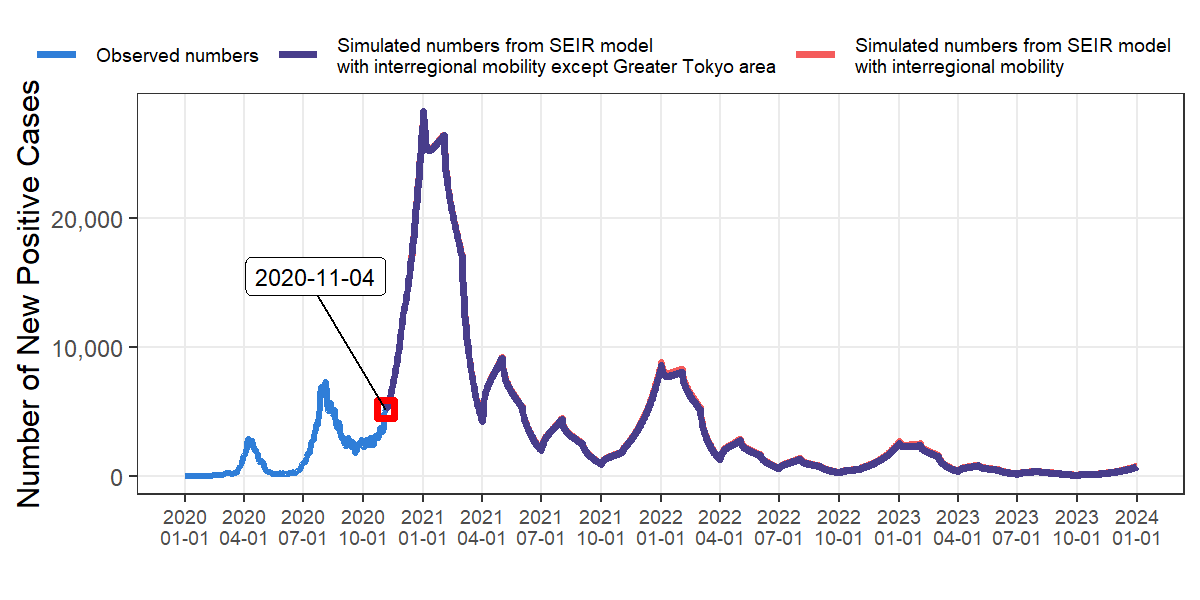 Observed numbers
Simulated numbers from SEIR model
with interregional mobility except Greater Tokyo area
Simulated numbers from SEIR model
with interregional mobility
Number of New Positive Cases
20,000
10,000
0
2020-11-04
2020 2020 2020 2020 2021 2021 2021 2021 2022 2022 2022 2022 2023 2023 2023 2023 2024
01-01 04-01 07-01 10-01 01-01 04-01 07-01 10-01 01-01 04-01 07-01 10-01 01-01 04-01 07-01 10-01 01-01